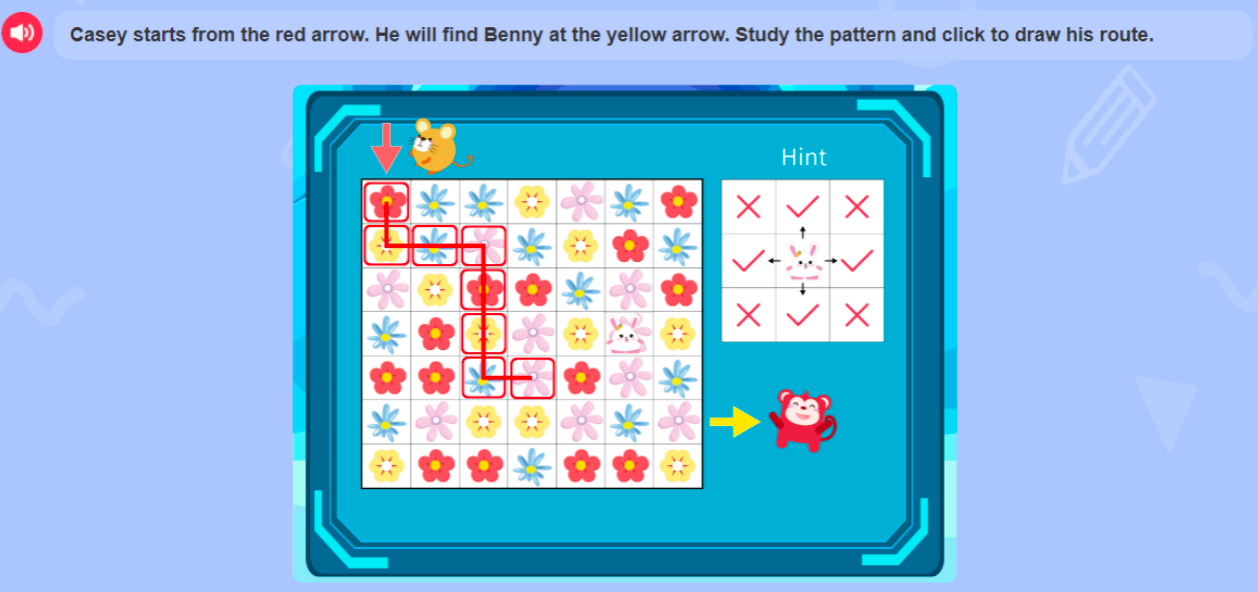 Casey starts from the red arrow. He will find Benny at the yellow arrow. Study the pattern and click to draw his route.
Hint